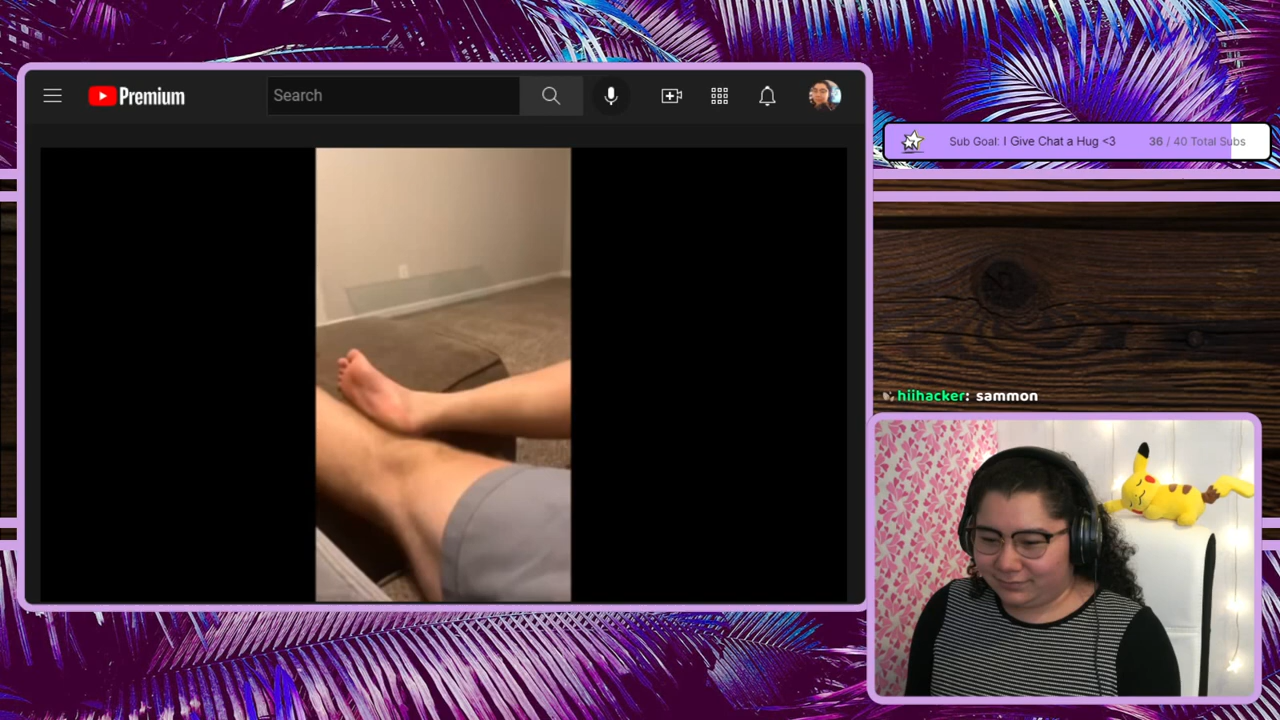 Premium
Search
Sub Goal: I Give Chat a Hug <3 36 / 40 Total Subs
hiihacker: sammon